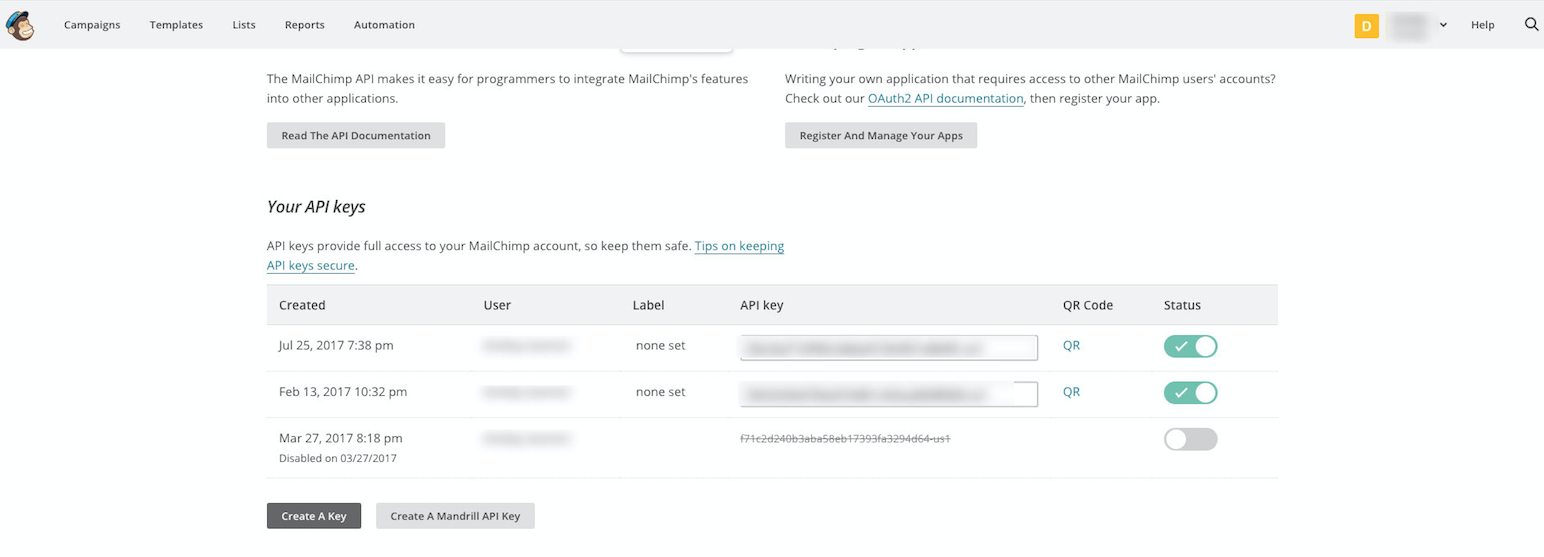 Campaigns Templates Lists Reports Automation D Help
The MailChimp API makes it easy for programmers to integrate MailChimp's features
into other applications.
Read The API Documentation
Writing your own application that requires access to other MailChimp users' accounts?
Check out our OAuth2 API documentation, then register your app.
Register And Manage Your Apps
Your API keys
API keys provide full access to your MailChimp account, so keep them safe. Tips on keeping
API keys secure.
Created User Label API key QR Code Status
Jul 25, 2017 7:38 pm none set QR
Feb 13, 2017 10:32 pm none set QR
Mar 27, 2017 8:18 pm f71c2d240b3aba58eb17393fa3294d64-us1
Disabled on 03/27/2017
Create A Key Create A Mandrill API Key